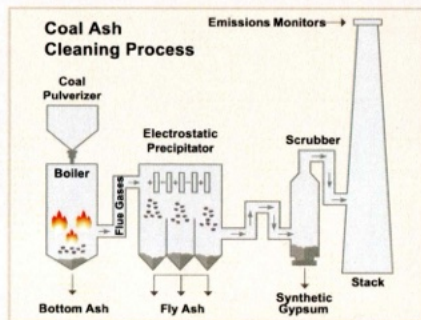 Coal Ash
Cleaning Process
Emissions Monitors
Coal
Pulverizer
Electrostatic
Precipitator
Scrubber
Boiler
Flue Gases
Bottom Ash
Fly Ash
Synthetic
Gypsum
Stack